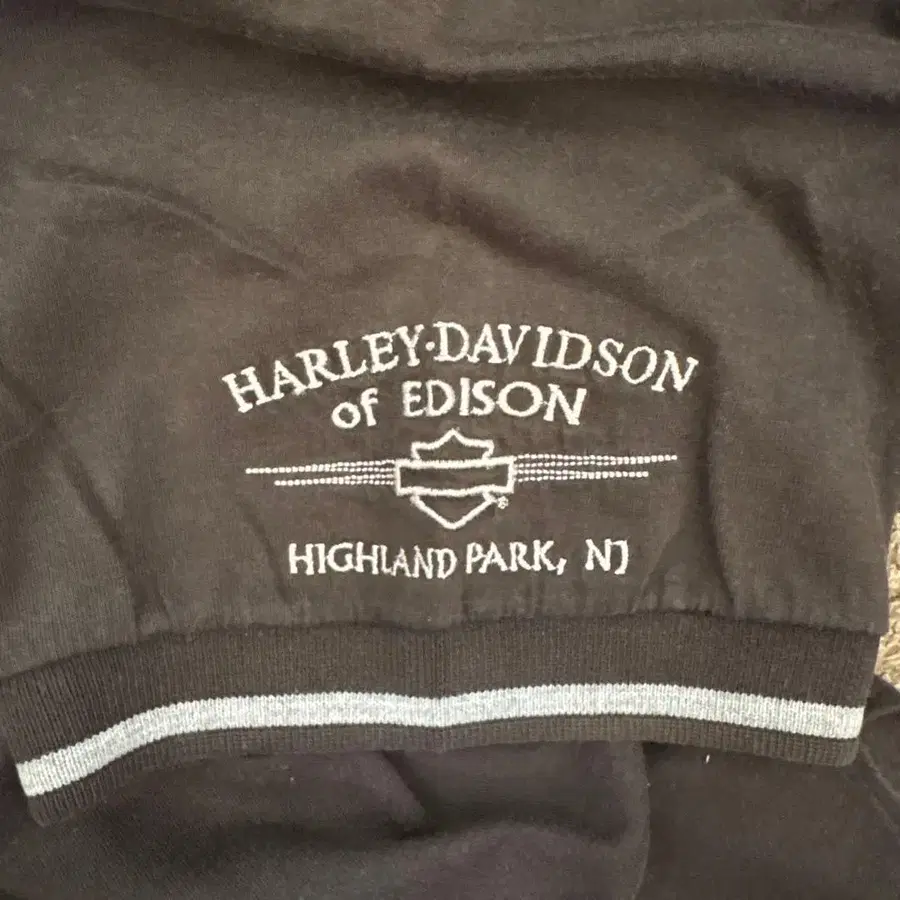 HARLEY-DAVIDSON
of EDISON
®
HIGHLAND PARK, NJ